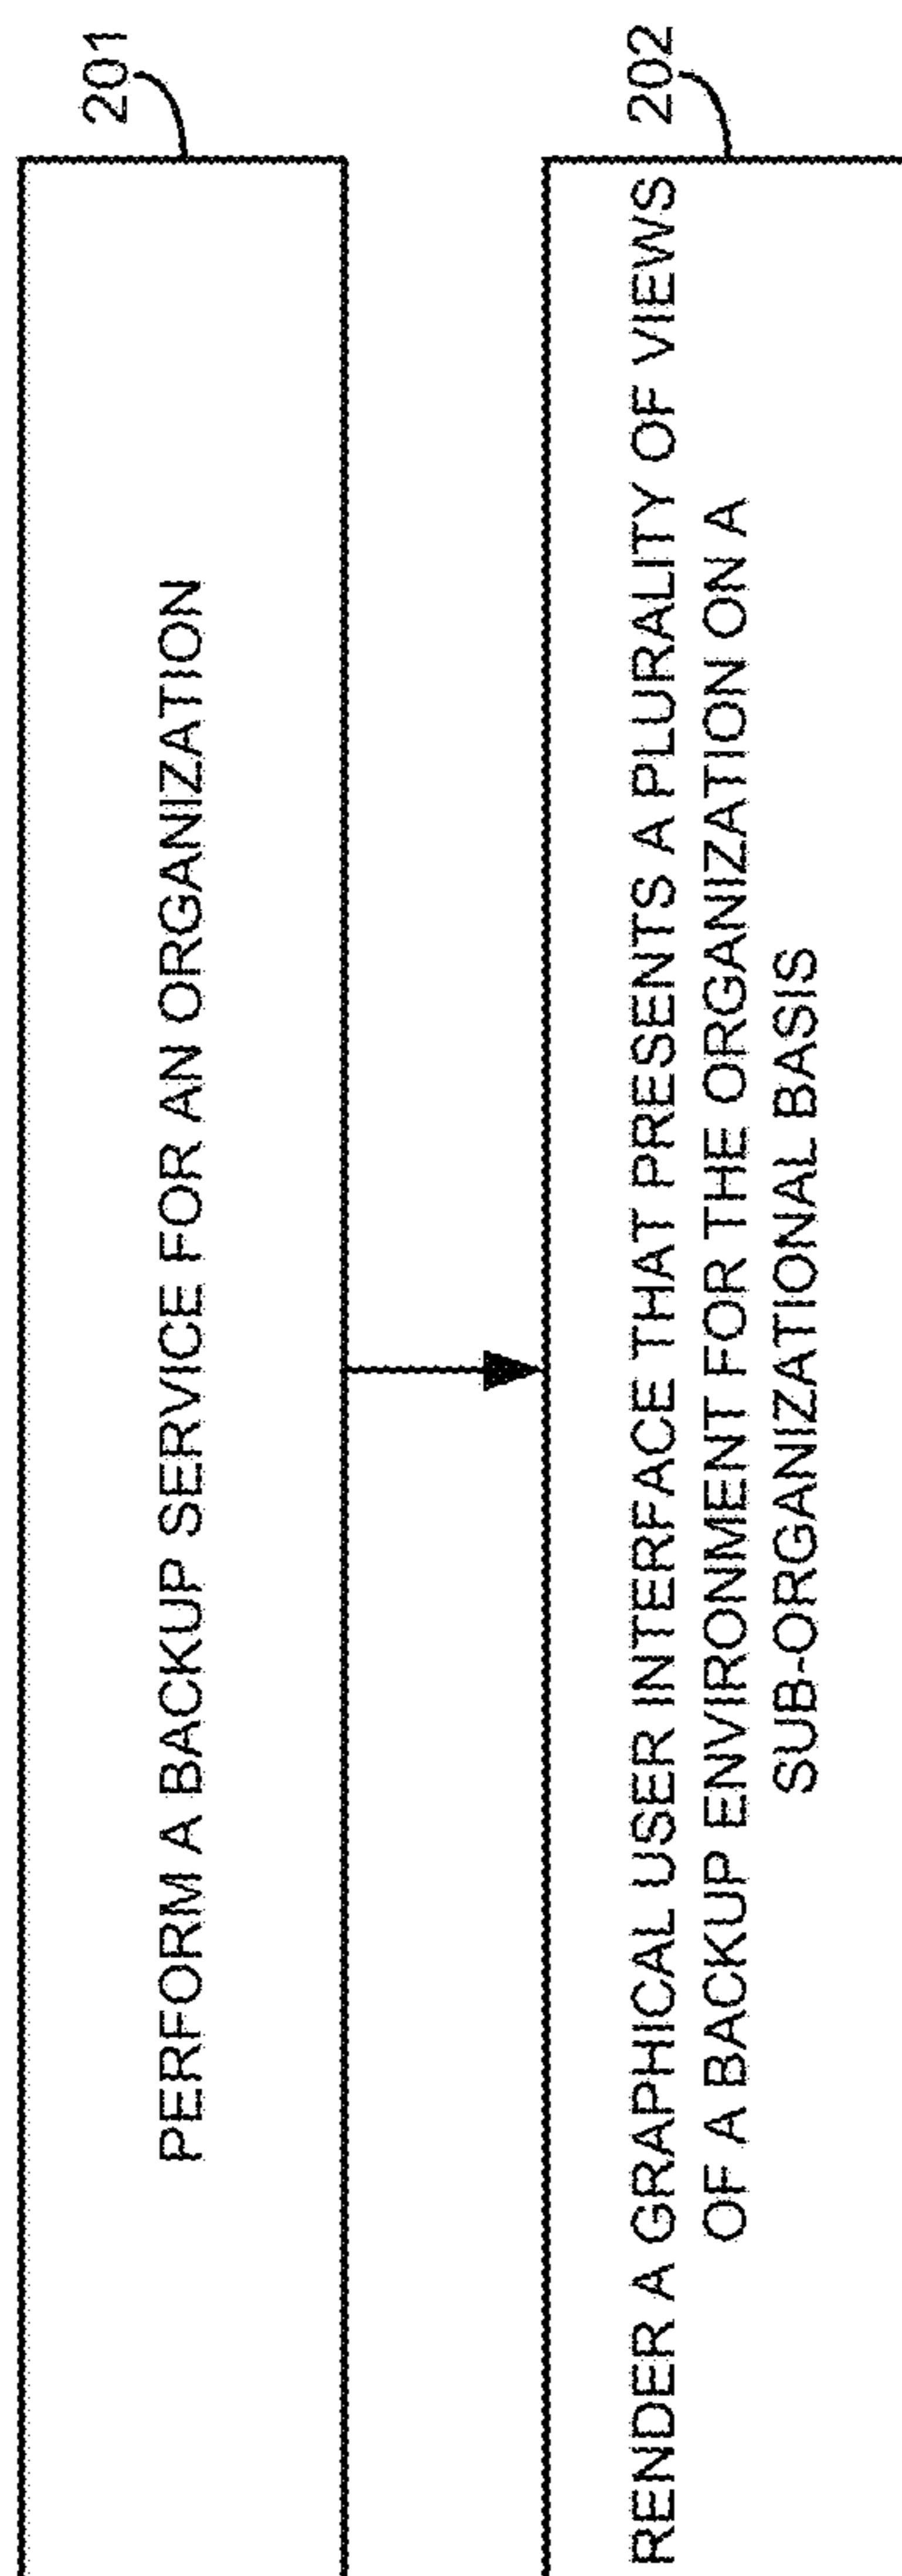 201
PERFORM A BACKUP SERVICE FOR AN ORGANIZATION
202
RENDER A GRAPHICAL USER INTERFACE THAT PRESENTS A PLURALITY OF VIEWS
OF A BACKUP ENVIRONMENT FOR THE ORGANIZATION ON A
SUB-ORGANIZATIONAL BASIS